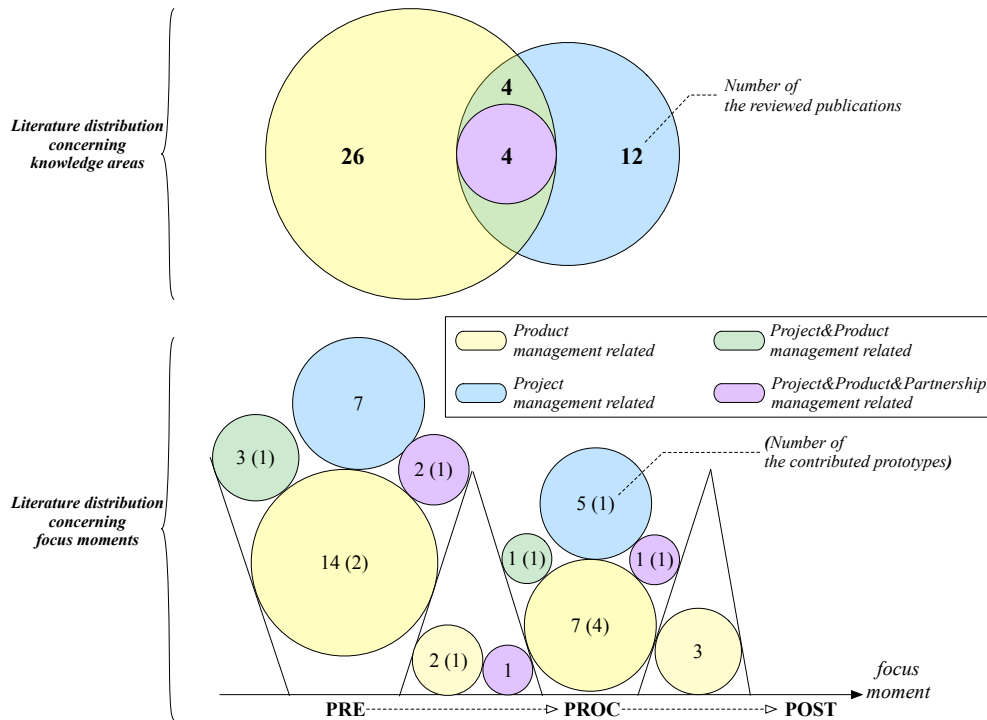 4
Number of
the reviewed publications
Literature distribution
concerning
knowledge areas
26
4
12
Product
management related
Project&Product
management related
Project
management related
Project&Product&Partnership
management related
7
3 (1)
2 (1)
(Number of
the contributed prototypes)
Literature distribution
concerning
focus moments
5 (1)
14 (2)
1 (1)
1 (1)
7 (4)
2 (1)
1
3
focus
moment
PRE
PROC
POST